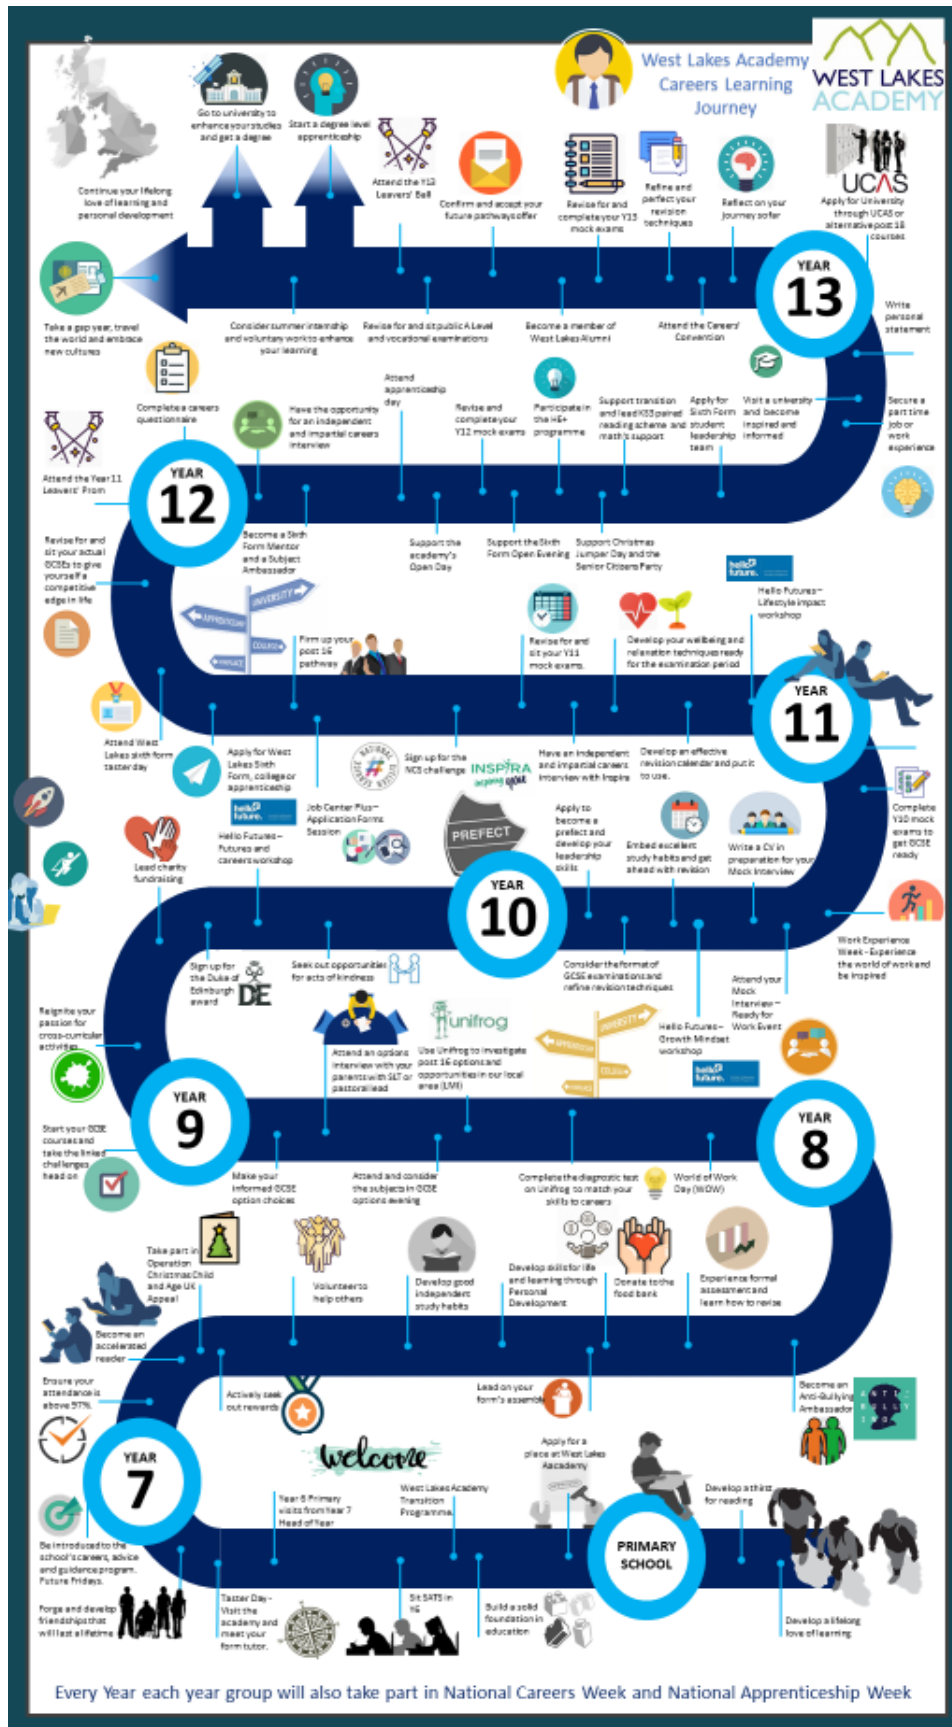 West Lakes Academy
Careers Learning
Journey
WEST LAKES
ACADEMY
Go to university to
enhance your studies
and get a degree
Start a degree level
apprenticeship
Continue your lifelong
love of learning and
personal development
Attend the Y13
Leavers' Ball
Confirm and accept your
future pathways offer
Revise for and
complete your Y13
mock exams
Refine and
perfect your
revision
techniques
Reflect on your
journey so far
UCAS
Apply for University
through UCAS or
alternative post 18
courses
YEAR
13
Take a gap year, travel
the world and embrace
new cultures
Consider summer internship
and voluntary work to enhance
your learning
Revise for and sit public A Level
and vocational examinations
Become a member of
West Lakes Alumni
Attend the Careers'
Convention
Write
personal
statement
Complete a careers
questionnaire
Have the opportunity
for an independent
and impartial careers
interview
Attend
apprenticeship
day
Revise and
complete your
Y12 mock exams
Participate in
the HE+
programme
Support transition
and lead KS3 paired
reading scheme and
maths support
Apply for
Sixth Form
student
leadership
team
Visit a university
and become
inspired and
informed
Secure a
part time
job or
work
experience
Attend the Year 11
Leavers' Prom
YEAR
12
Revise for and
sit your actual
GCSEs to give
yourself a
competitive
edge in life
Become a Sixth
Form Mentor
and a Subject
Ambassador
Support the
academy's
Open Day
Support the Sixth
Form Open Evening
Support Christmas
Jumper Day and the
Senior Citizens Party
hello
future.
Hello Futures –
Lifestyle impact
workshop
UNIVERSITY
APPRENTICESHIP
COLLEGE
WORKPLACE
Firm up your
post 16
pathway
Revise for and
sit your Y11
mock exams.
Develop your wellbeing and
relaxation techniques ready
for the examination period
YEAR
11
Attend West
Lakes sixth form
taster day
Apply for West
Lakes Sixth
Form, college or
apprenticeship
NATIONAL CITIZEN SERVICE
Sign up for the
NCS challenge
INSPIRA
inspiring you
Have an independent
and impartial careers
interview with Inspira
Develop an effective
revision calendar and put it
to use.
Complete
Y10 mock
exams to
get GCSE
ready
Lead charity
fundraising
hello
future.
Hello Futures –
Futures and
careers workshop
Job Center Plus –
Application Forms
Session
PREFECT
Apply to
become a
prefect and
develop your
leadership
skills
Embed excellent
study habits and get
ahead with revision
Write a CV in
preparation for your
Mock Interview
YEAR
10
Work Experience
Week - Experience
the world of work and
be inspired
Sign up for
the Duke of
Edinburgh
award
DE
Seek out opportunities
for acts of kindness
Consider the format of
GCSE examinations and
refine revision techniques
Attend your
Mock
Interview –
Ready for
Work Event
Reignite your
passion for
cross-curricular
activities
Attend an options
interview with your
parents with SLT or
pastoral lead
unifrog
Use Unifrog to investigate
post 16 options and
opportunities in our local
area (LMI)
UNIVERSITY
APPRENTICESHIP
COLLEGE
WORKPLACE
Hello Futures –
Growth Mindset
workshop
hello
future.
YEAR
9
YEAR
8
Start your GCSE
courses and
take the linked
challenges
head on
Make your
informed GCSE
option choices
Attend and consider
the subjects in GCSE
options evening
Complete the diagnostic test
on Unifrog to match your
skills to careers
World of Work
Day (WOW)
Take part in
Operation
Christmas Child
and Age UK
Appeal
Volunteer to
help others
Develop good
independent
study habits
Develop skills for life
and learning through
Personal
Development
Donate to the
food bank
Experience formal
assessment and
learn how to revise
Become an
accelerated
reader
Ensure your
attendance is
above 97%
Actively seek
out rewards
Lead on your
form's assembly
Become an
Anti-Bullying
Ambassador
ANTI
BULLY
ING
YEAR
7
Welcome
Apply for a
place at West Lakes
Aacademy
Year 6 Primary
visits from Year 7
Head of Year
West Lakes Academy
Transition
Programme.
Develop a thirst
for reading
PRIMARY
SCHOOL
Be introduced to the
school's careers, advice
and guidance program.
Future Fridays.
Forge and develop
friendships that
will last a lifetime
Taster Day –
Visit the
academy and
meet your
form tutor.
Sit SATS in
Y6
Build a solid
foundation in
education
Develop a lifelong
love of learning
Every Year each year group will also take part in National Careers Week and National Apprenticeship Week